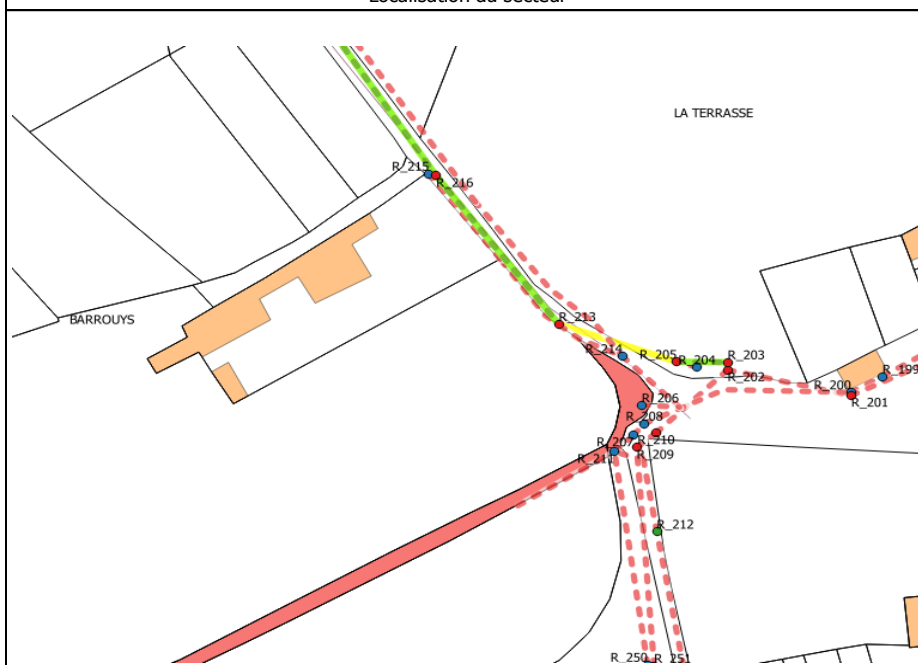 Localisation du secteur
LA TERRASSE
R_215
R_216
BARROUYS
R_213
R_214
R_205
R_204
R_203
R_202
R_199
R_200
R_201
R_206
R_208
R_207
R_210
R_209
R_211
R_212
R_250
R_251